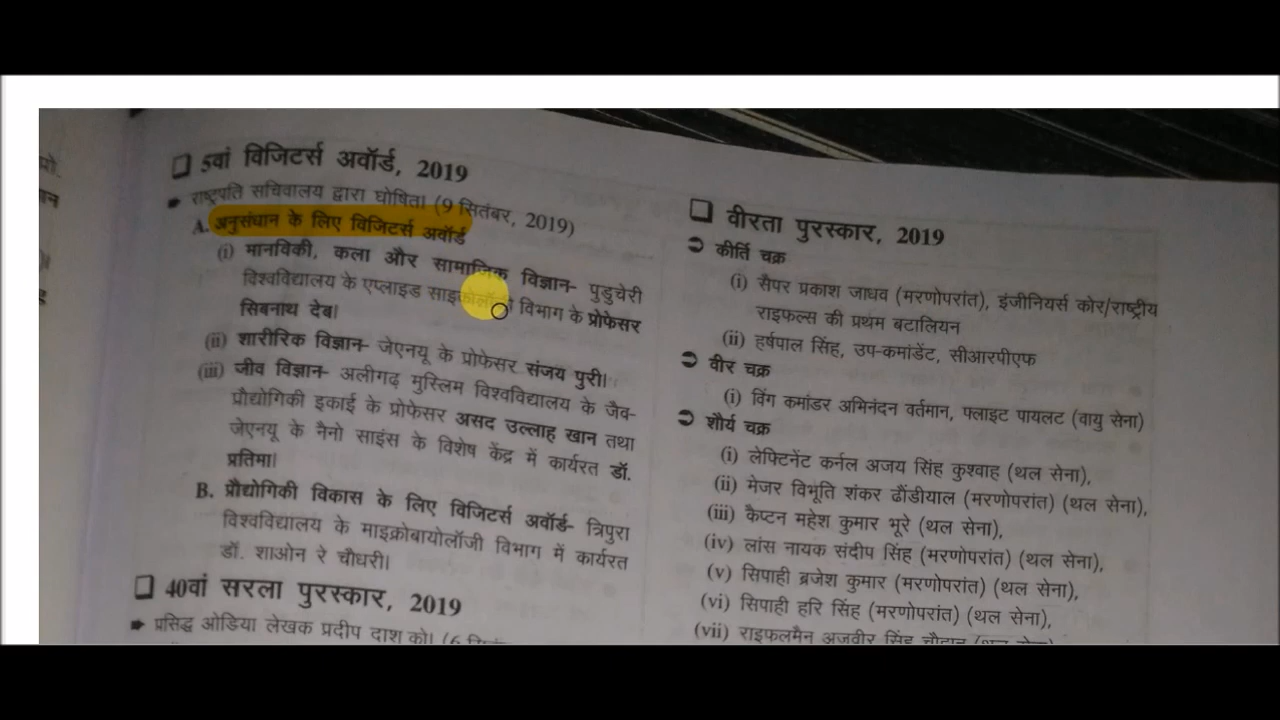 ❑ 5वां विजिटर्स अवॉर्ड, 2019
राष्ट्रपति सचिवालय द्वारा घोषित। (9 सितंबर, 2019)
A. अनुसंधान के लिए विजिटर्स अवॉर्ड
(i) मानविकी, कला और सामाजिक विज्ञान- पुडुचेरी
विश्वविद्यालय के एप्लाइड साइकोलॉजी विभाग के प्रोफेसर
सिबनाथ देब।
(ii) शारीरिक विज्ञान- जेएनयू के प्रोफेसर संजय पुरी।
(iii) जीव विज्ञान- अलीगढ़ मुस्लिम विश्वविद्यालय के जैव-
प्रौद्योगिकी इकाई के प्रोफेसर असद उल्लाह खान तथा
जेएनयू के नैनो साइंस के विशेष केंद्र में कार्यरत डॉ.
प्रतिमा।
B. प्रौद्योगिकी विकास के लिए विजिटर्स अवॉर्ड- त्रिपुरा
विश्वविद्यालय के माइक्रोबायोलॉजी विभाग में कार्यरत
डॉ. शाओन रे चौधरी।
❑ 40वां सरला पुरस्कार, 2019
प्रसिद्ध ओडिया लेखक प्रदीप दाश को। (6
❑ वीरता पुरस्कार, 2019
कीर्ति चक्र
(i) सैपर प्रकाश जाधव (मरणोपरांत), इंजीनियर्स कोर/राष्ट्रीय
राइफल्स की प्रथम बटालियन
(ii) हर्षपाल सिंह, उप-कमांडेंट, सीआरपीएफ
वीर चक्र
(i) विंग कमांडर अभिनंदन वर्तमान, फ्लाइट पायलट (वायु सेना)
शौर्य चक्र
(i) लेफ्टिनेंट कर्नल अजय सिंह कुश्वाह (थल सेना),
(ii) मेजर विभूति शंकर ढौंडीयाल (मरणोपरांत) (थल सेना),
(iii) कैप्टन महेश कुमार भूरे (थल सेना),
(iv) लांस नायक संदीप सिंह (मरणोपरांत) (थल सेना),
(v) सिपाही ब्रजेश कुमार (मरणोपरांत) (थल सेना),
(vi) सिपाही हरि सिंह (मरणोपरांत) (थल सेना),
(vii) राइफलमैन अजवीर सिंह चौहान